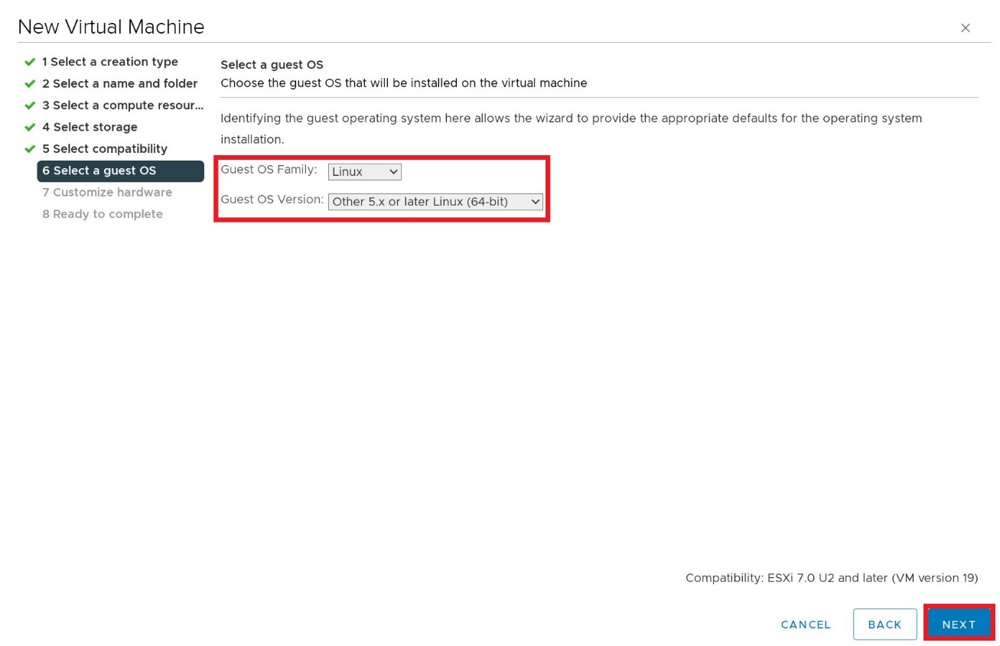 New Virtual Machine
1 Select a creation type
2 Select a name and folder
3 Select a compute resour...
4 Select storage
5 Select compatibility
6 Select a guest OS
7 Customize hardware
8 Ready to complete
Select a guest OS
Choose the guest OS that will be installed on the virtual machine
Identifying the guest operating system here allows the wizard to provide the appropriate defaults for the operating system
installation.
Guest OS Family: Linux
Guest OS Version: Other 5.x or later Linux (64-bit)
Compatibility: ESXi 7.0 U2 and later (VM version 19)
CANCEL BACK NEXT